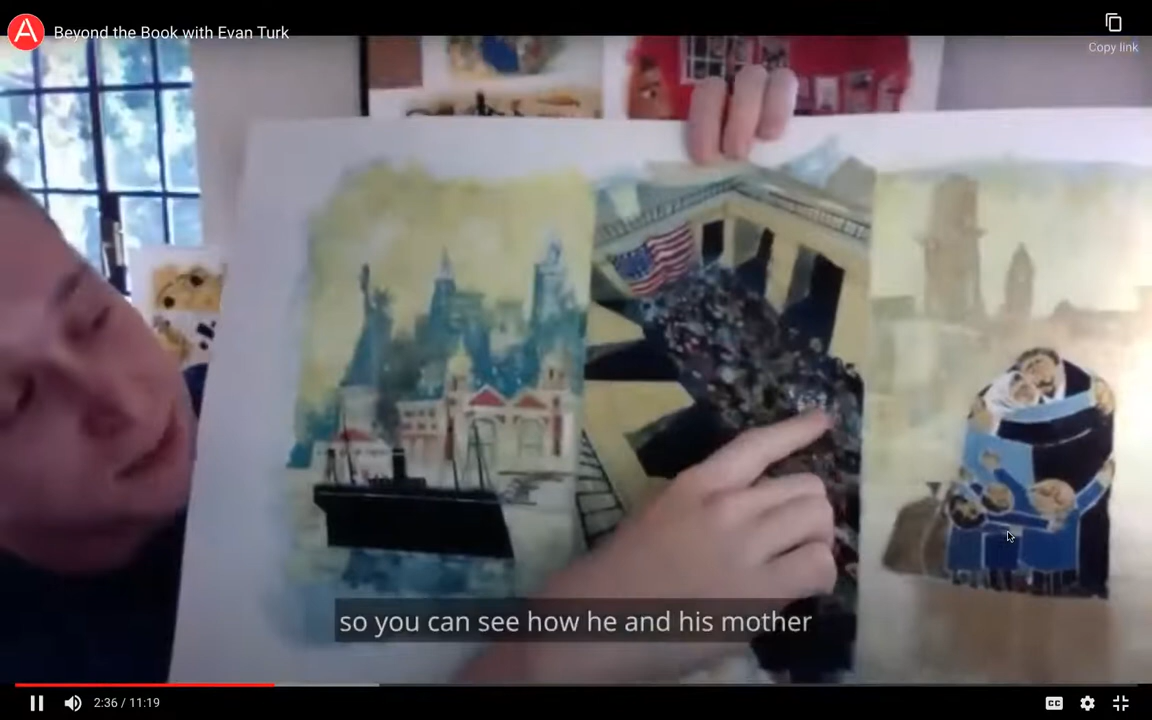 A Beyond the Book with Evan Turk
Copy link
so you can see how he and his mother
2:36 / 11:19
CC